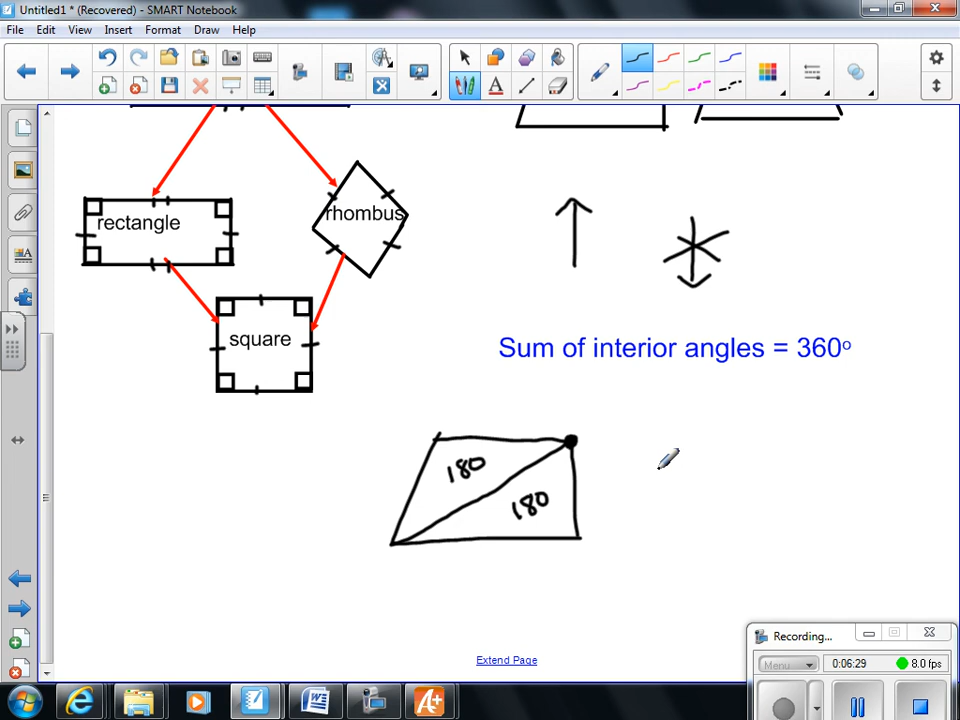 Untitled1 * (Recovered) - SMART Notebook
File Edit View Insert Format Draw Help
rectangle
rhombus
square
Sum of interior angles = 360º
180
180
Extend Page
Recording...
Menu
0:06:29
8.0 fps